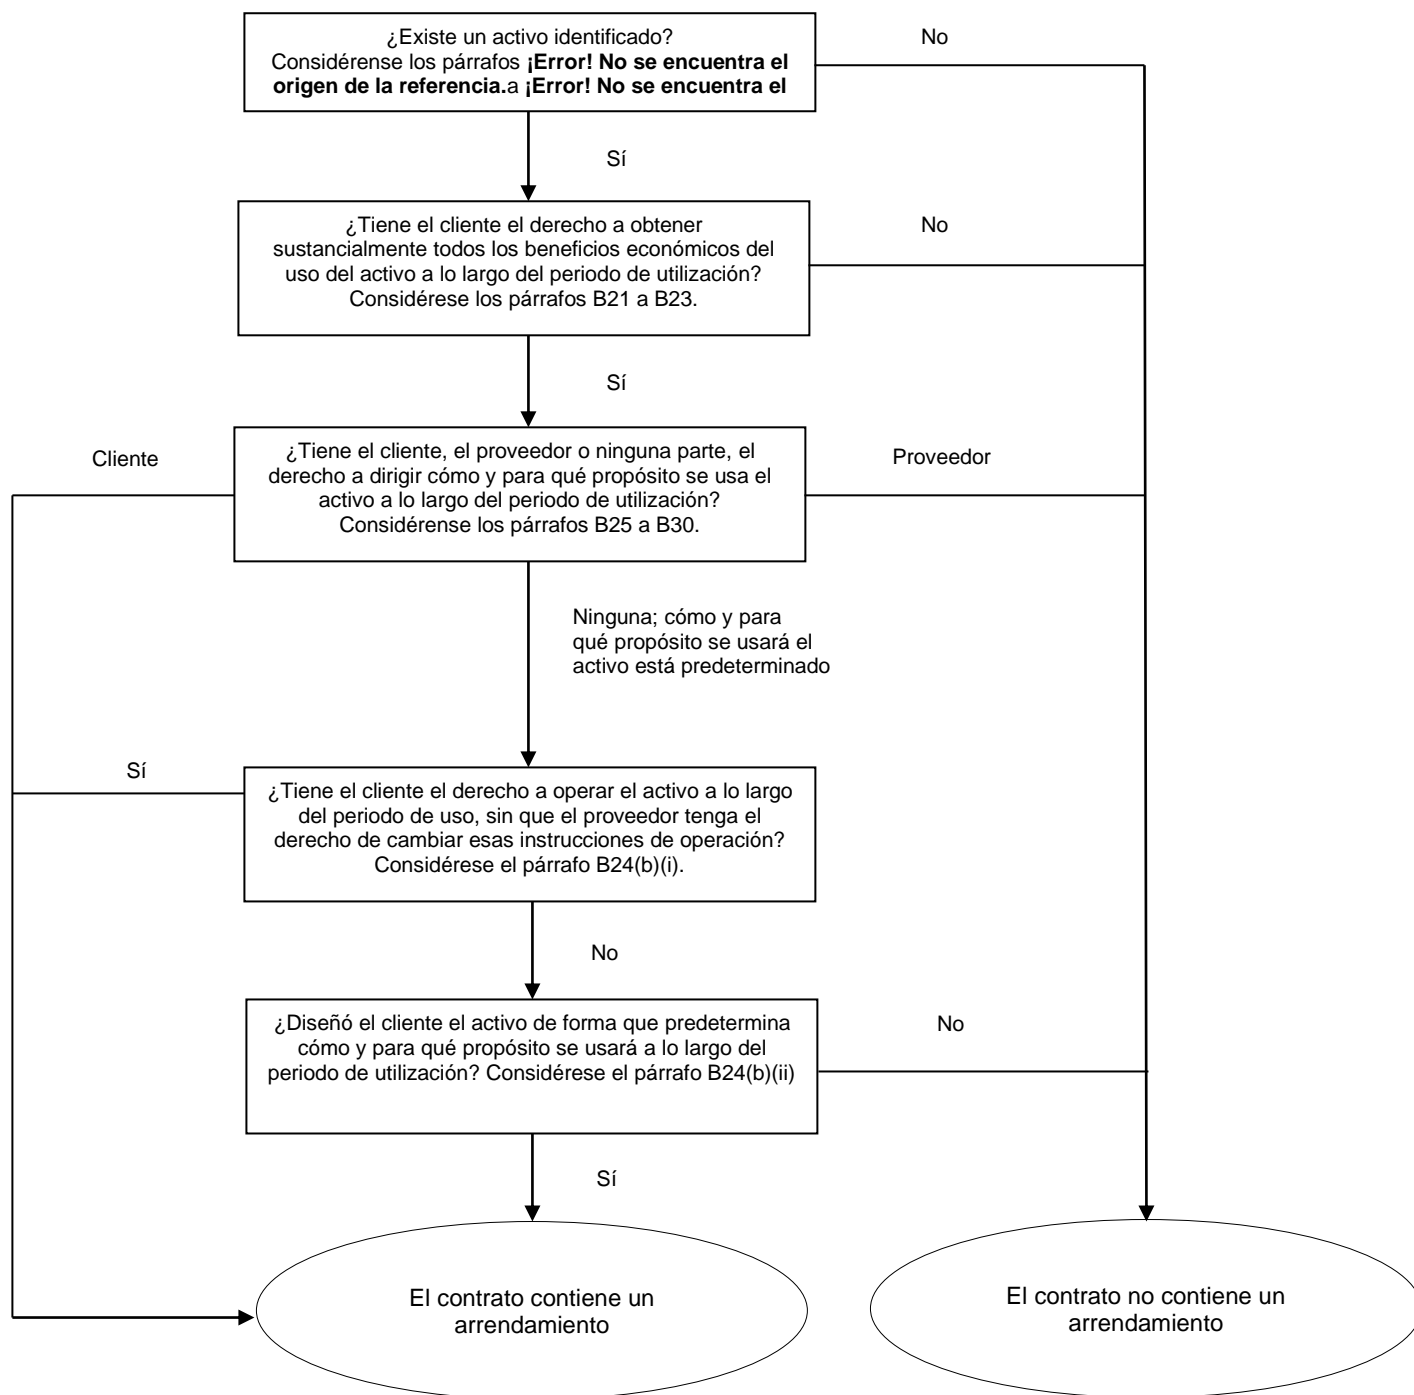 ¿Existe un activo identificado?
Considérense los párrafos ¡Error! No se encuentra el
origen de la referencia.a ¡Error! No se encuentra el
No
Sí
¿Tiene el cliente el derecho a obtener
sustancialmente todos los beneficios económicos del
uso del activo a lo largo del periodo de utilización?
Considérese los párrafos B21 a B23.
No
Sí
Cliente
¿Tiene el cliente, el proveedor o ninguna parte, el
derecho a dirigir cómo y para qué propósito se usa el
activo a lo largo del periodo de utilización?
Considérense los párrafos B25 a B30.
Proveedor
Ninguna; cómo y para
qué propósito se usará el
activo está predeterminado
Sí
¿Tiene el cliente el derecho a operar el activo a lo largo
del periodo de uso, sin que el proveedor tenga el
derecho de cambiar esas instrucciones de operación?
Considérese el párrafo B24(b)(i).
No
¿Diseñó el cliente el activo de forma que predetermina
cómo y para qué propósito se usará a lo largo del
periodo de utilización? Considérese el párrafo B24(b)(ii)
No
Sí
El contrato contiene un
arrendamiento
El contrato no contiene un
arrendamiento